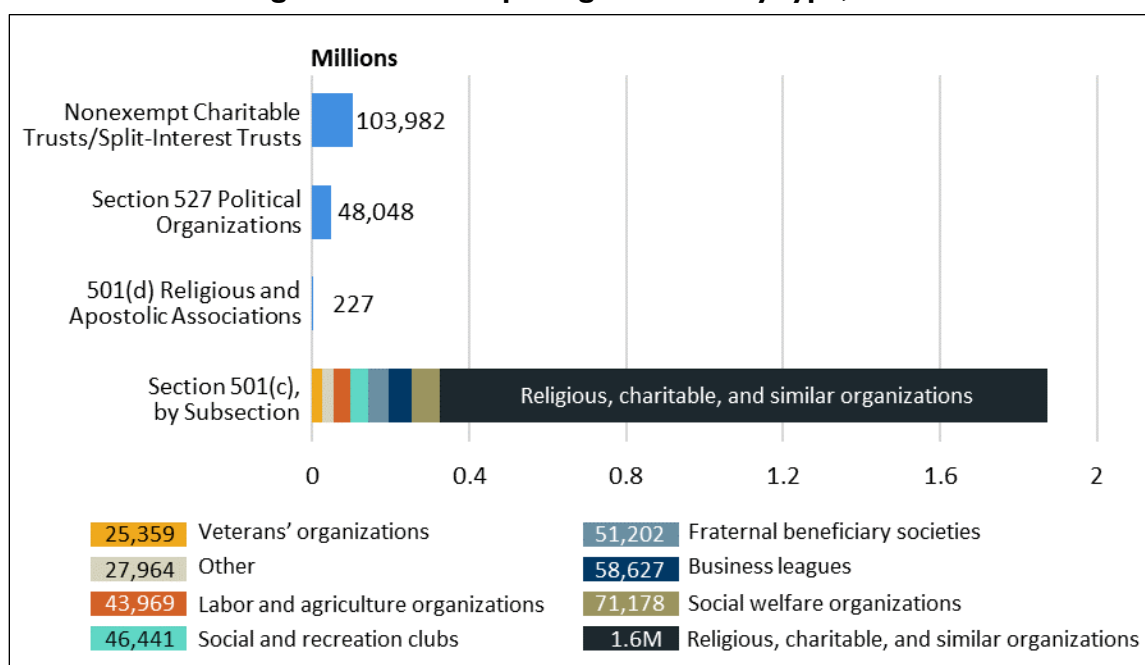 Millions
Nonexempt Charitable
Trusts/Split-Interest Trusts
103,982
Section 527 Political
Organizations
48,048
501(d) Religious and
Apostolic Associations
227
Section 501(c),
by Subsection
Religious, charitable, and similar organizations
0 0.4 0.8 1.2 1.6 2
25,359 Veterans’ organizations
27,964 Other
43,969 Labor and agriculture organizations
46,441 Social and recreation clubs
51,202 Fraternal beneficiary societies
58,627 Business leagues
71,178 Social welfare organizations
1.6M Religious, charitable, and similar organizations